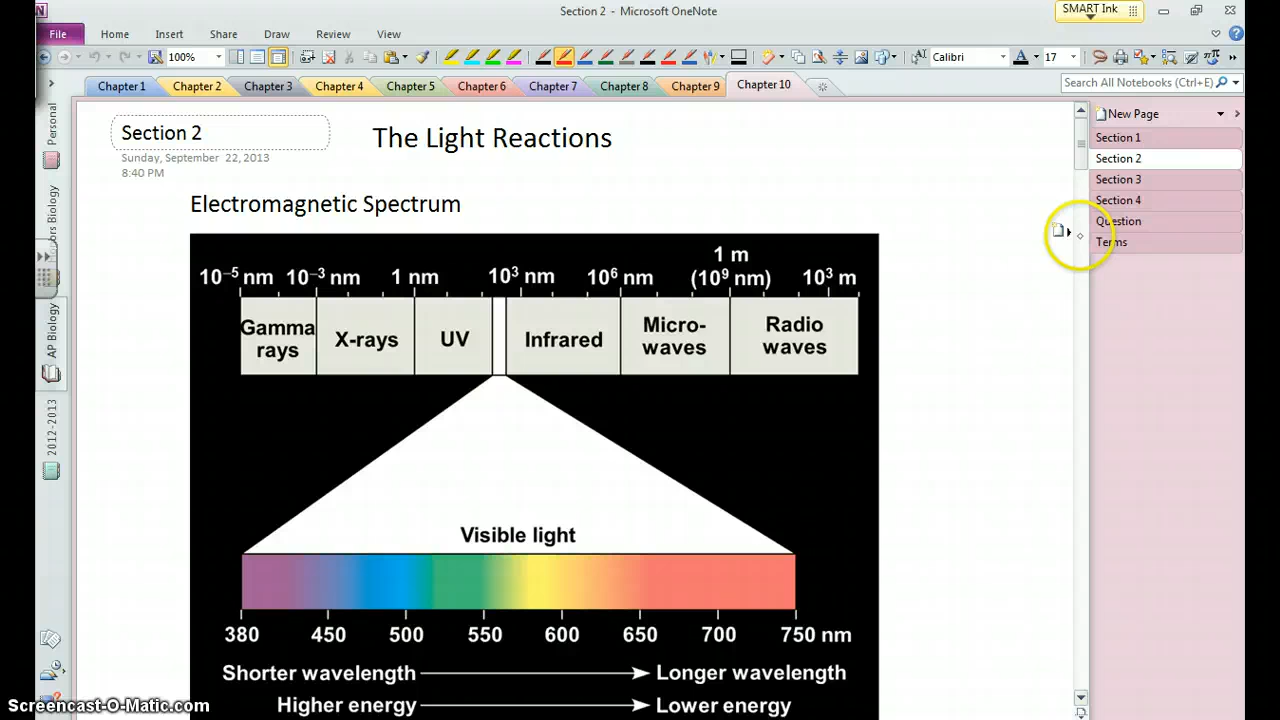 Section 2 - Microsoft OneNote
SMART Ink
File Home Insert Share Draw Review View
100% Calibri 17
Chapter 1 Chapter 2 Chapter 3 Chapter 4 Chapter 5 Chapter 6 Chapter 7 Chapter 8 Chapter 9 Chapter 10
Search All Notebooks (Ctrl+E)
New Page
Section 1
Section 2
Section 3
Section 4
Question
Terms
Personal
Biology
AP Biology
2012-2013
Section 2
The Light Reactions
Sunday, September 22, 2013
8:40 PM
Electromagnetic Spectrum
1 m
10⁻⁵ nm 10⁻³ nm 1 nm 10³ nm 10⁶ nm (10⁹ nm) 10³ m
Gamma rays
X-rays
UV
Infrared
Micro-
waves
Radio
waves
Visible light
380 450 500 550 600 650 700 750 nm
Shorter wavelength Longer wavelength
Higher energy Lower energy
Screencast-O-Matic.com